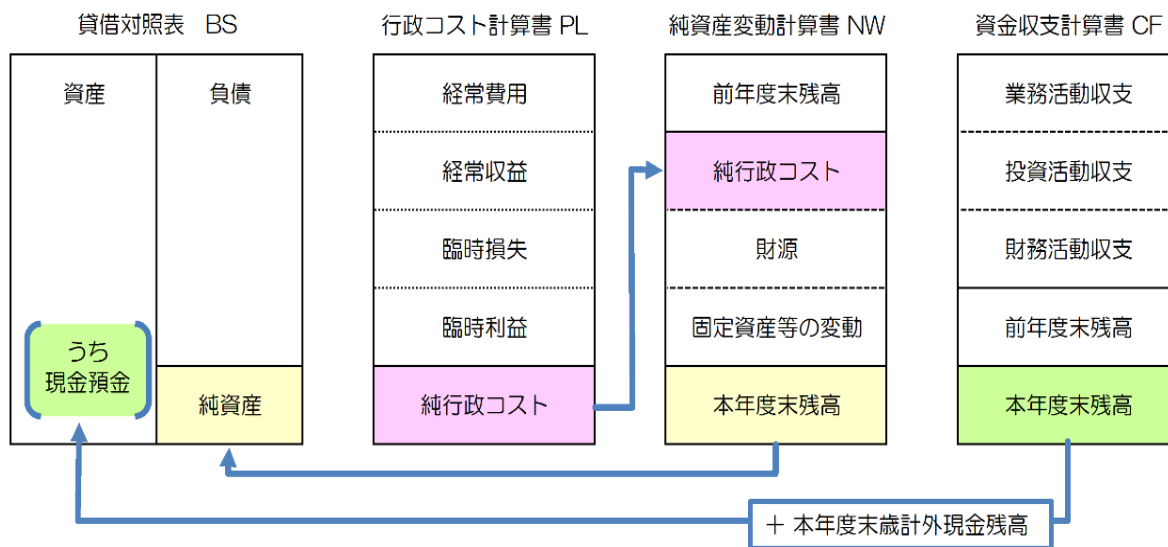 貸借対照表 BS
資産
負債
うち
現金預金
純資産
行政コスト計算書 PL
経常費用
経常収益
臨時損失
臨時利益
純行政コスト
純資産変動計算書 NW
前年度末残高
純行政コスト
財源
固定資産等の変動
本年度末残高
資金収支計算書 CF
業務活動収支
投資活動収支
財務活動収支
前年度末残高
本年度末残高
＋ 本年度末歳計外現金残高